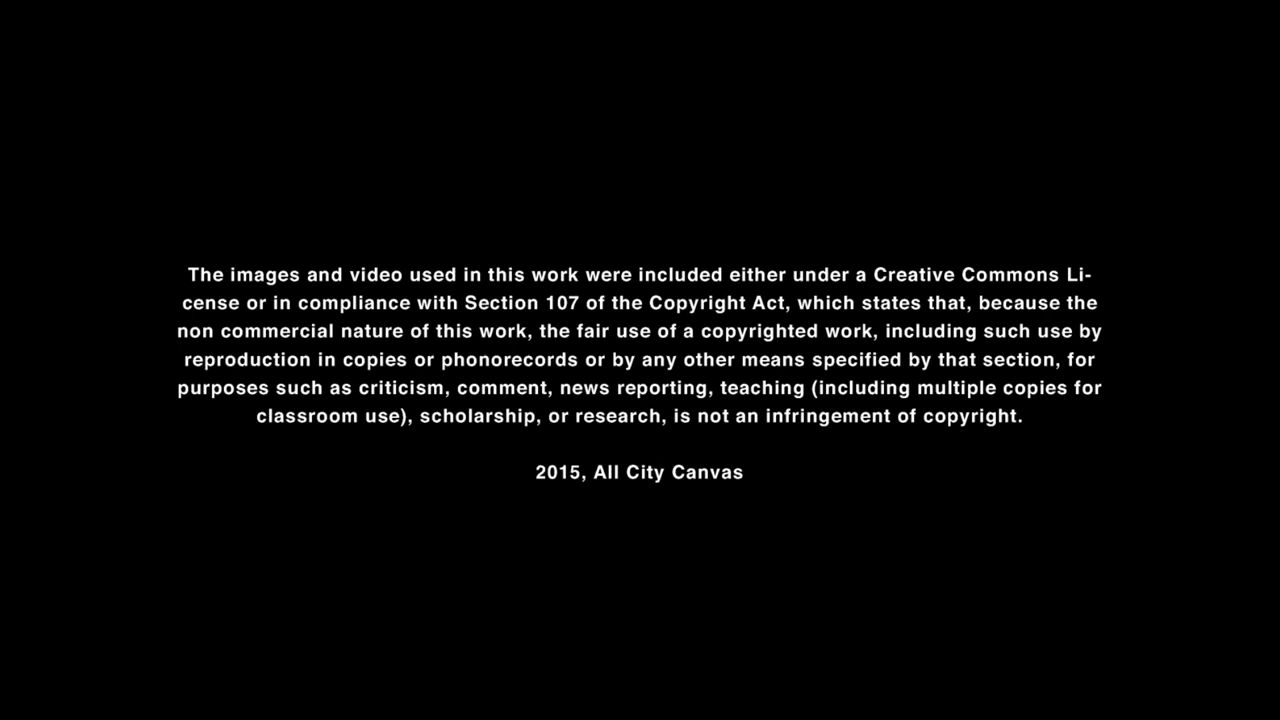 The images and video used in this work were included either under a Creative Commons Li-
cense or in compliance with Section 107 of the Copyright Act, which states that, because the
non commercial nature of this work, the fair use of a copyrighted work, including such use by
reproduction in copies or phonorecords or by any other means specified by that section, for
purposes such as criticism, comment, news reporting, teaching (including multiple copies for
classroom use), scholarship, or research, is not an infringement of copyright.
2015, All City Canvas